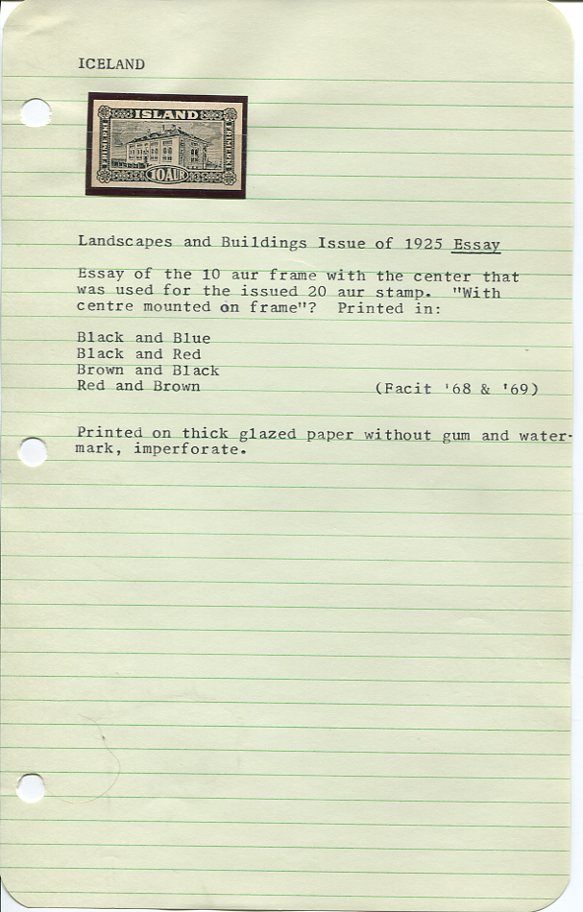 ICELAND
ISLAND
FRIMERKI
FRIMERKI
10 AUR
Landscapes and Buildings Issue of 1925 Essay
Essay of the 10 aur frame with the center that
was used for the issued 20 aur stamp. "With
centre mounted on frame"? Printed in:
Black and Blue
Black and Red
Brown and Black
Red and Brown (Facit '68 & '69)
Printed on thick glazed paper without gum and water-
mark, imperforate.